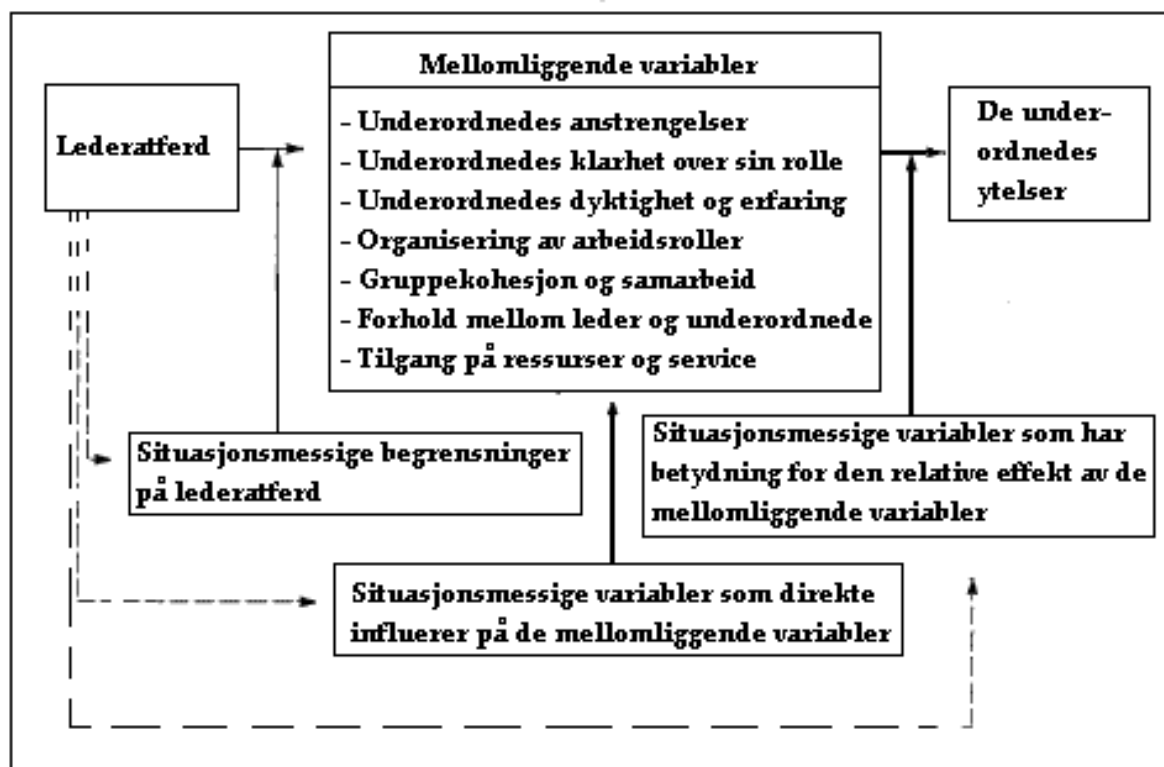 Mellomliggende variabler
Lederatferd
- Underordnedes anstrengelser
- Underordnedes klarhet over sin rolle
- Underordnedes dyktighet og erfaring
- Organisering av arbeidsroller
- Gruppekohesjon og samarbeid
- Forhold mellom leder og underordnede
- Tilgang på ressurser og service
De under-
ordnedes
ytelser
Situasjonsmessige begrensninger
på lederatferd
Situasjonsmessige variabler som har
betydning for den relative effekt av de
mellomliggende variabler
Situasjonsmessige variabler som direkte
influerer på de mellomliggende variabler